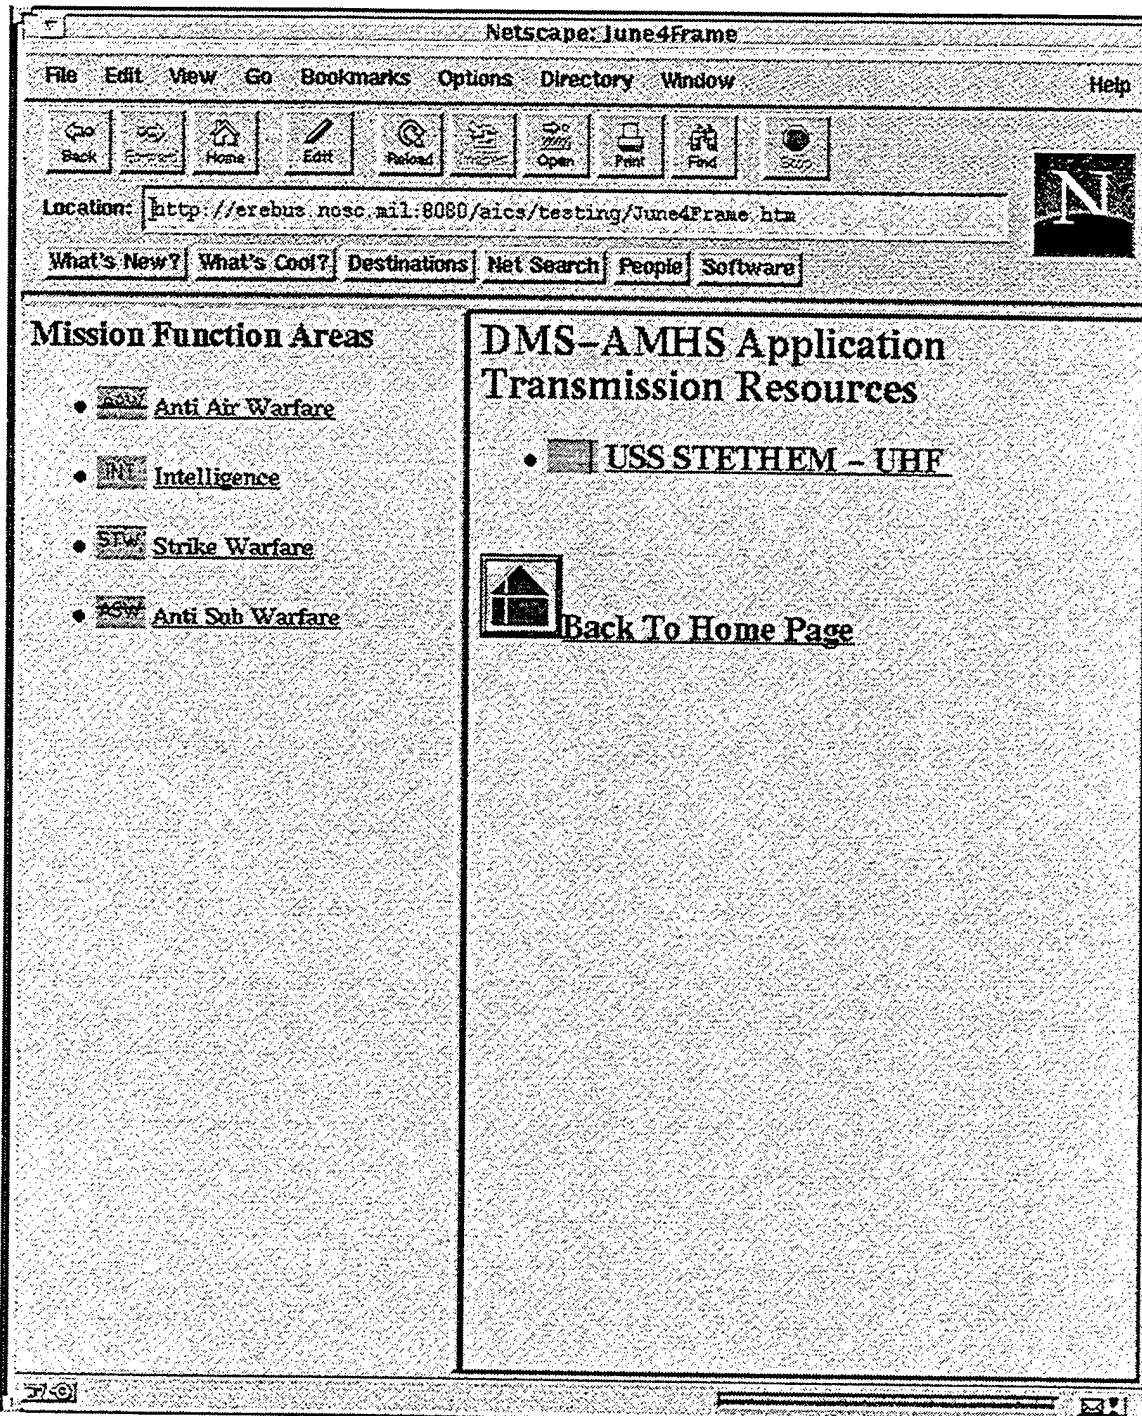 Netscape: June4Frame
File Edit View Go Bookmarks Options Directory Window Help
Back Forward Home Edit Reload Open Print Find Stop
Location: http://erebus.nosc.mil:8080/aics/testing/June4Frame.htm
What's New? What's Cool? Destinations Net Search People Software
N
Mission Function Areas
AAW Anti Air Warfare
INT Intelligence
STW Strike Warfare
ASW Anti Sub Warfare
DMS-AMHS Application
Transmission Resources
USS STETHEM - UHF
Back To Home Page